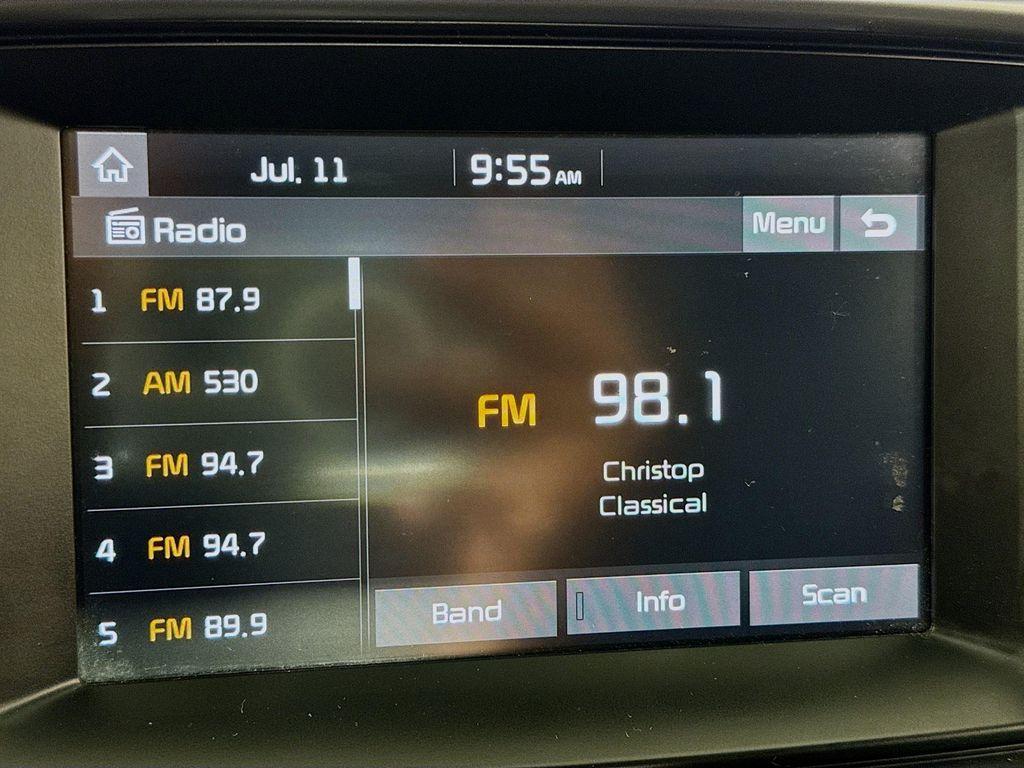 Jul. 11 9:55 AM
Radio Menu
1 FM 87.9
2 AM 530
3 FM 94.7
4 FM 94.7
5 FM 89.9
FM 98.1
Christop
Classical
Band Info Scan